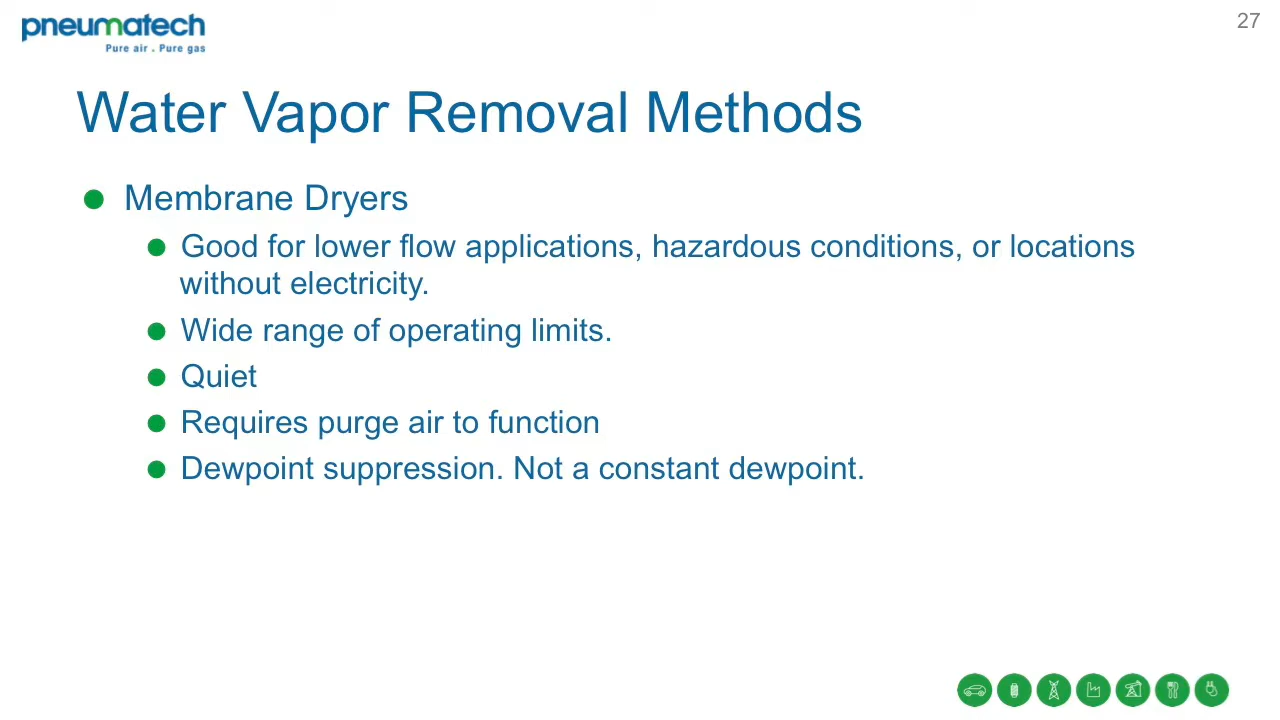 pneumatech
Pure air . Pure gas
27
Water Vapor Removal Methods
Membrane Dryers
Good for lower flow applications, hazardous conditions, or locations
without electricity.
Wide range of operating limits.
Quiet
Requires purge air to function
Dewpoint suppression. Not a constant dewpoint.